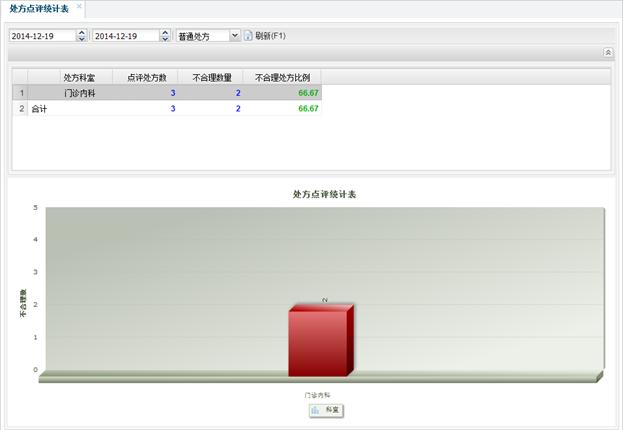 处方点评统计表
2014-12-19 2014-12-19 普通处方 刷新(F1)
处方科室 点评处方数 不合理数量 不合理处方比例
1 门诊内科 3 2 66.67
2 合计 3 2 66.67
处方点评统计表
5
4
3
2
1
0
不合理数
2
门诊内科
科室